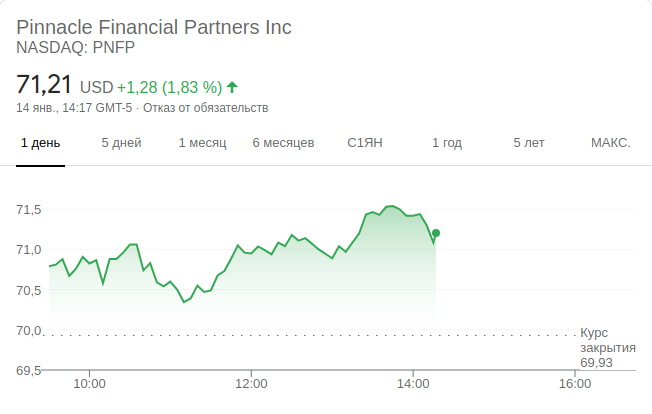 Pinnacle Financial Partners Inc
NASDAQ: PNFP
71,21 USD +1,28 (1,83 %)
14 янв., 14:17 GMT-5 · Отказ от обязательств
1 день 5 дней 1 месяц 6 месяцев С1ЯН 1 год 5 лет МАКС.
71,5
71,0
70,5
70,0
Курс
закрытия
69,93
69,5
10:00 12:00 14:00 16:00